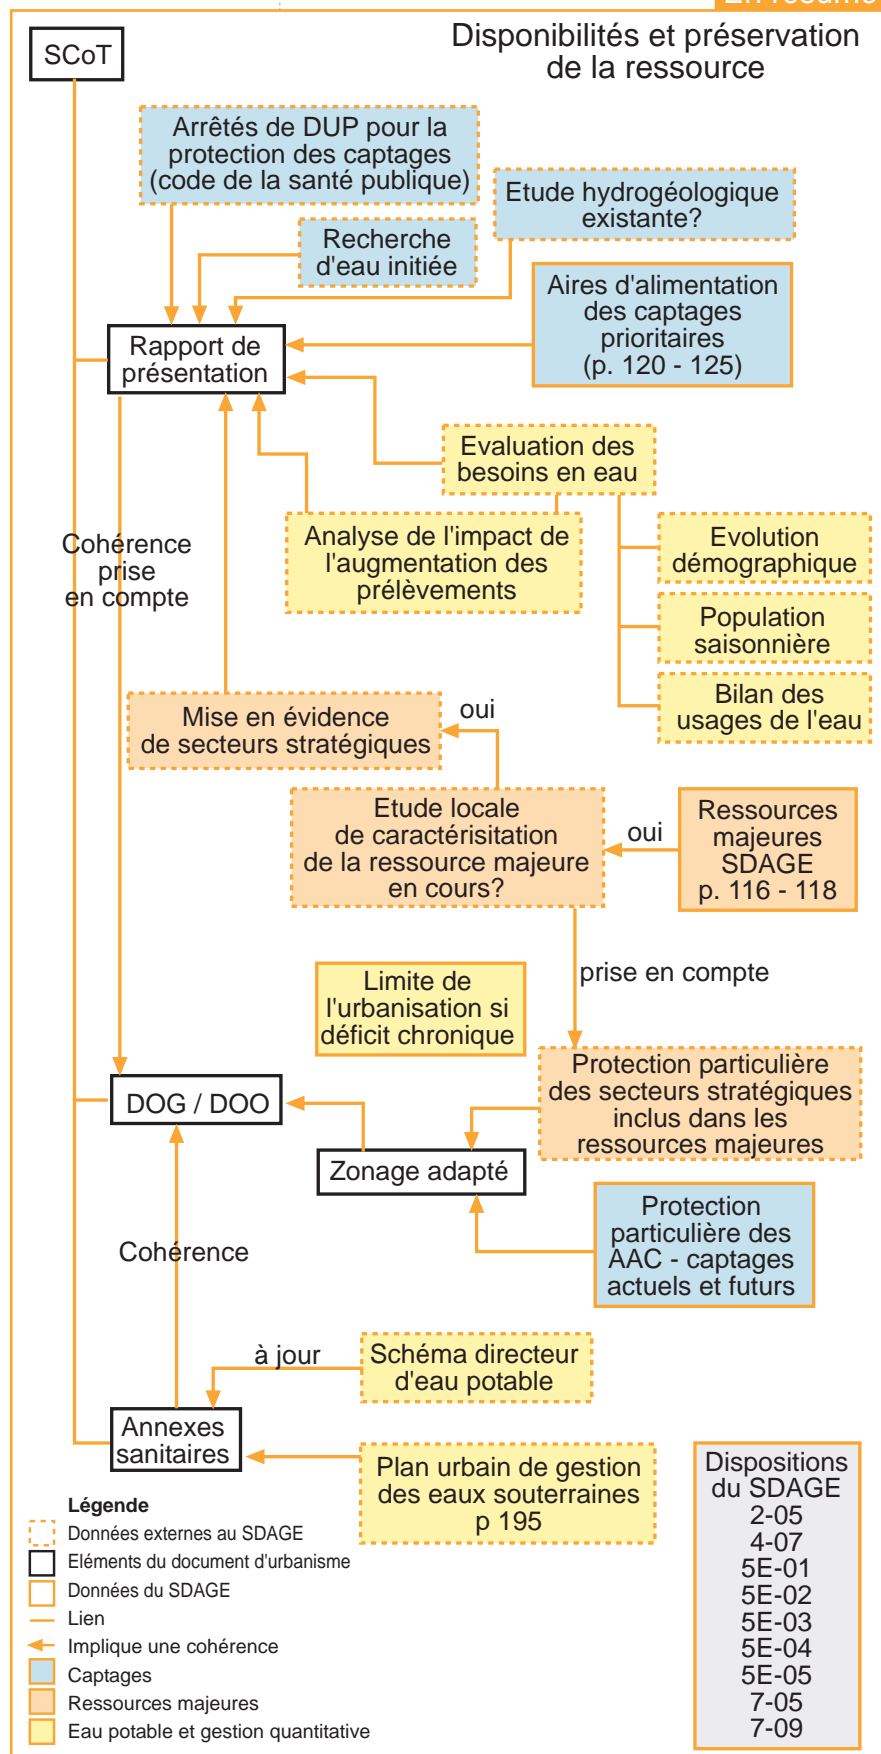 En résumé
SCoT
Disponibilités et préservation
de la ressource
Arrêtés de DUP pour la
protection des captages
(code de la santé publique)
Etude hydrogéologique
existante?
Recherche
d'eau initiée
Aires d'alimentation
des captages
prioritaires
(p. 120 - 125)
Rapport de
présentation
Evaluation des
besoins en eau
Analyse de l'impact de
l'augmentation des
prélèvements
Evolution
démographique
Cohérence
prise
en compte
Population
saisonnière
Bilan des
usages de l'eau
Mise en évidence
de secteurs stratégiques
oui
Etude locale
de caractérisitation
de la ressource majeure
en cours?
oui
Ressources
majeures
SDAGE
p. 116 - 118
prise en compte
Limite de
l'urbanisation si
déficit chronique
Protection particulière
des secteurs stratégiques
inclus dans les
ressources majeures
DOG / DOO
Zonage adapté
Protection
particulière des
AAC - captages
actuels et futurs
Cohérence
à jour
Schéma directeur
d'eau potable
Annexes
sanitaires
Plan urbain de gestion
des eaux souterraines
p 195
Dispositions
du SDAGE
2-05
4-07
5E-01
5E-02
5E-03
5E-04
5E-05
7-05
7-09
Légende
Données externes au SDAGE
Eléments du document d'urbanisme
Données du SDAGE
Lien
Implique une cohérence
Captages
Ressources majeures
Eau potable et gestion quantitative